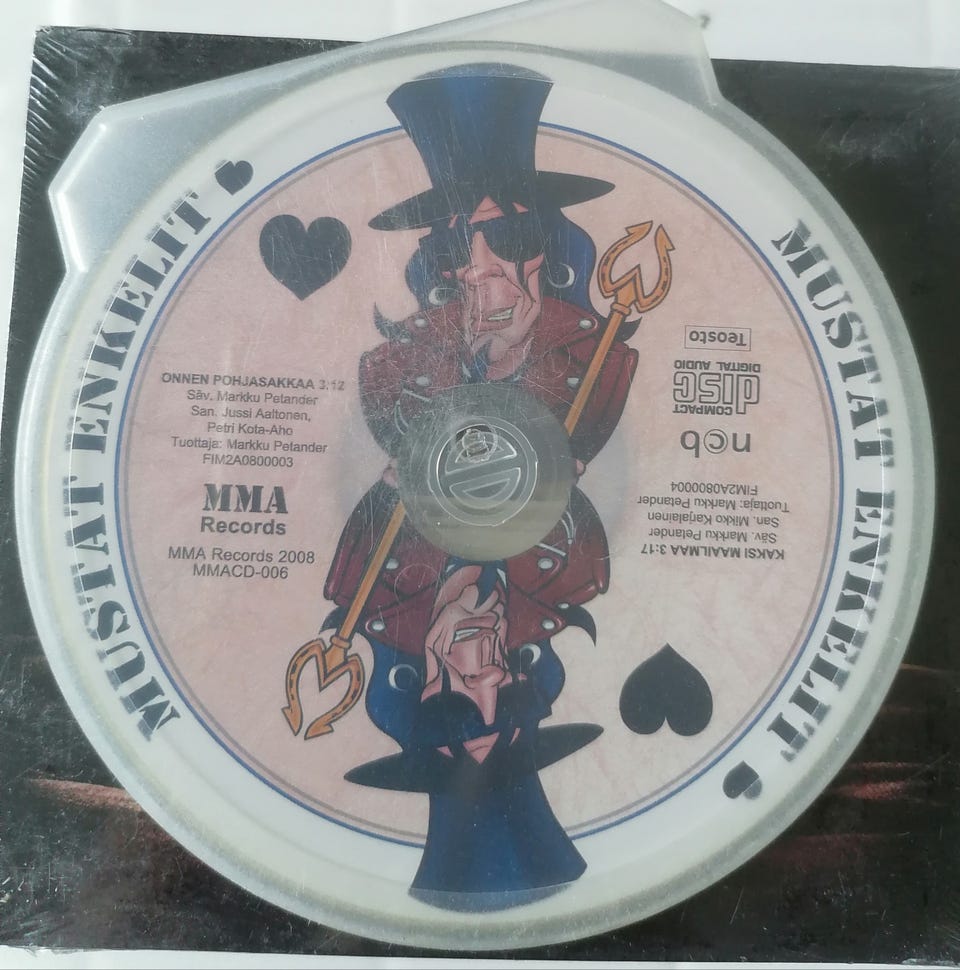 MUSTAT ENKELIT
ONNEN POHJASAKKAA 3:12
Säv. Markku Petander
San. Jussi Aaltonen,
Petri Kota-Aho
Tuottaja: Markku Petander
FIM2A0800003
MMA
Records
MMA Records 2008
MMACD-006
MUSTAT ENKELIT
KAKSI MAAILMAA 3:17
Säv. Markku Petander
San. Mikko Karjalainen
Tuottaja: Markku Petander
FIM2A0800004
ncb
COMPACT
disc
DIGITAL AUDIO
Teosto